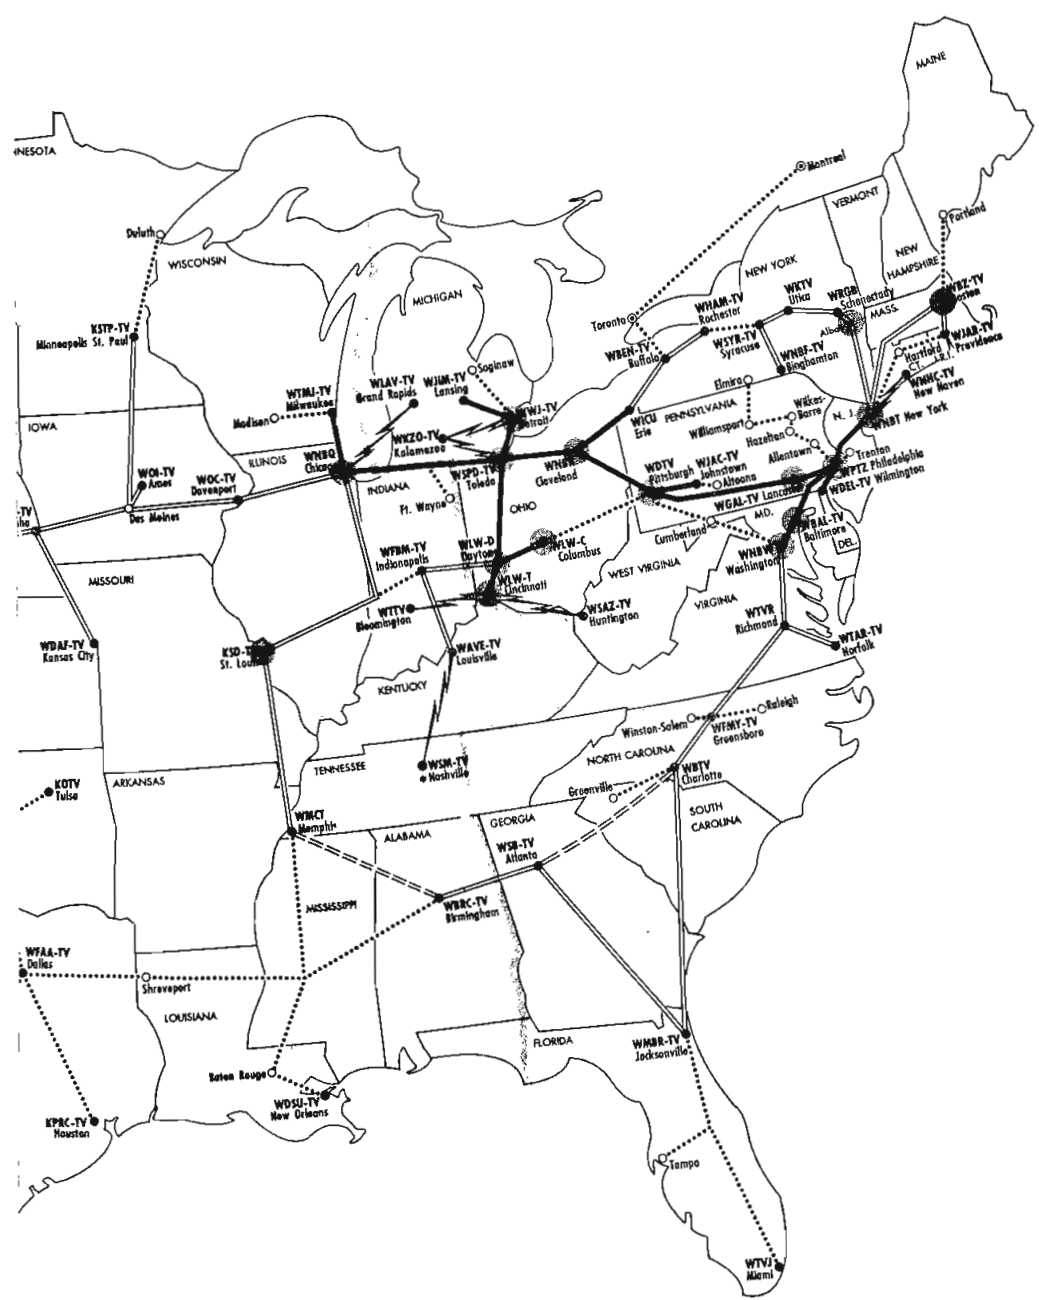 MAINE
NNESOTA
Montreal
VERMONT
Portland
Duluth
WISCONSIN
NEW
HAMPSHIRE
NEW YORK
MICHIGAN
WKTV
Utica
WRGB
Schenectady
WBZ-TV
Boston
WHAM-TV
Rochester
MASS.
KSTP-TV
Minneapolis St. Paul
Toronto
WSYR-TV
Syracuse
WJAR-TV
Providence
WBEN-TV
Buffalo
WNBF-TV
Binghamton
Hartford
CT.
R.I.
Saginaw
WLAV-TV
Grand Rapids
WJIM-TV
Lansing
WMHC-TV
New Haven
WTMJ-TV
Milwaukee
Elmira
Wilkes-
Barre
Madison
WWJ-TV
Detroit
WICU
Erie
PENNSYLVANIA
N. J.
WNBT New York
IOWA
WKZO-TV
Kalamazoo
Williamsport
Hazelton
Allentown
Trenton
ILLINOIS
WNBQ
Chicago
WSPD-TV
Toledo
WNBK
Cleveland
WDTV
Pittsburgh
WJAC-TV
Johnstown
Altoona
WPTZ Philadelphia
WDEL-TV Wilmington
WOI-TV
Ames
WOC-TV
Davenport
INDIANA
Ft. Wayne
OHIO
WGAL-TV Lancaster
MD.
-TV
ha
Des Moines
Cumberland
WBAL-TV
Baltimore
DEL.
WLW-D
Dayton
WLW-C
Columbus
WNBW
Washington
WFBM-TV
Indianapolis
MISSOURI
WLW-T
Cincinnati
WEST VIRGINIA
WTTV
Bloomington
WSAZ-TV
Huntington
VIRGINIA
WTVR
Richmond
WDAF-TV
Kansas City
KSD-TV
St. Louis
WAVE-TV
Louisville
WTAR-TV
Norfolk
KENTUCKY
Raleigh
Winston-Salem
WFMY-TV
Greensboro
TENNESSEE
WSM-TV
Nashville
NORTH CAROLINA
WBTV
Charlotte
KOTV
Tulsa
ARKANSAS
Greenville
WMCT
Memphis
ALABAMA
GEORGIA
SOUTH
CAROLINA
WSB-TV
Atlanta
MISSISSIPPI
WBRC-TV
Birmingham
WFAA-TV
Dallas
Shreveport
LOUISIANA
FLORIDA
WMBR-TV
Jacksonville
Baton Rouge
WDSU-TV
New Orleans
KPRC-TV
Houston
Tampa
WTVJ
Miami